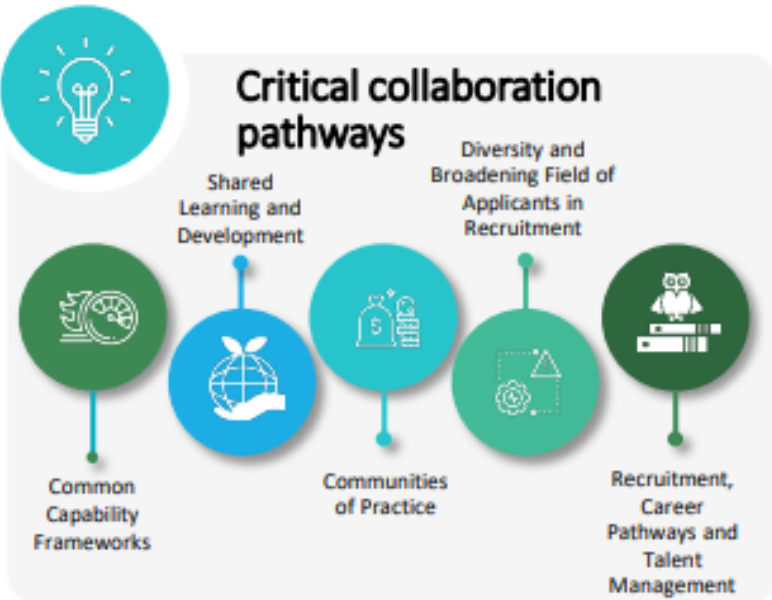 Critical collaboration
pathways
Shared
Learning and
Development
Diversity and
Broadening Field of
Applicants in
Recruitment
Common
Capability
Frameworks
Communities
of Practice
Recruitment,
Career
Pathways and
Talent
Management
$